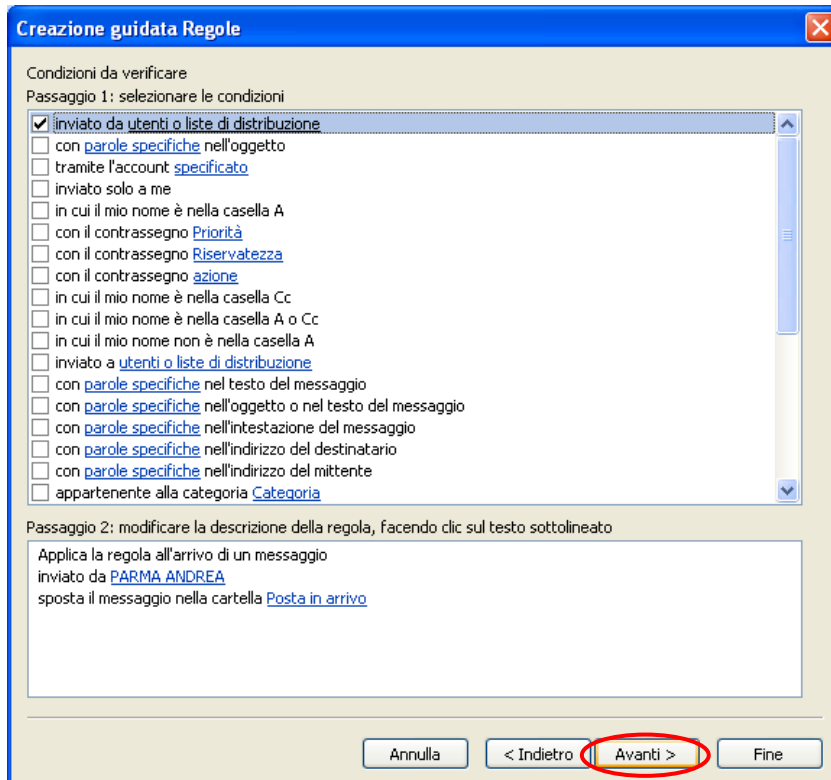 Creazione guidata Regole
Condizioni da verificare
Passaggio 1: selezionare le condizioni
inviato da utenti o liste di distribuzione
con parole specifiche nell'oggetto
tramite l'account specificato
inviato solo a me
in cui il mio nome è nella casella A
con il contrassegno Priorità
con il contrassegno Riservatezza
con il contrassegno azione
in cui il mio nome è nella casella Cc
in cui il mio nome è nella casella A o Cc
in cui il mio nome non è nella casella A
inviato a utenti o liste di distribuzione
con parole specifiche nel testo del messaggio
con parole specifiche nell'oggetto o nel testo del messaggio
con parole specifiche nell'intestazione del messaggio
con parole specifiche nell'indirizzo del destinatario
con parole specifiche nell'indirizzo del mittente
appartenente alla categoria Categoria
Passaggio 2: modificare la descrizione della regola, facendo clic sul testo sottolineato
Applica la regola all'arrivo di un messaggio
inviato da PARMA ANDREA
sposta il messaggio nella cartella Posta in arrivo
Annulla < Indietro Avanti > Fine